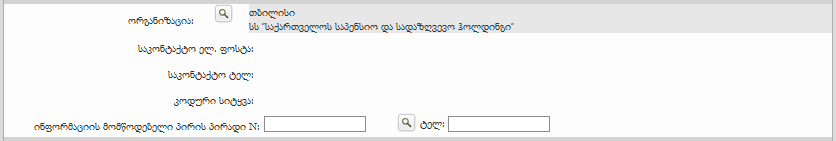 ორგანიზაცია:
თბილისი
სს "საქართველოს საპენსიო და სადაზღვევო ჰოლდინგი"
საკონტაქტო ელ. ფოსტა:
საკონტაქტო ტელ:
კოდური სიტყვა:
ინფორმაციის მომწოდებელი პირის პირადი N: ტელ: